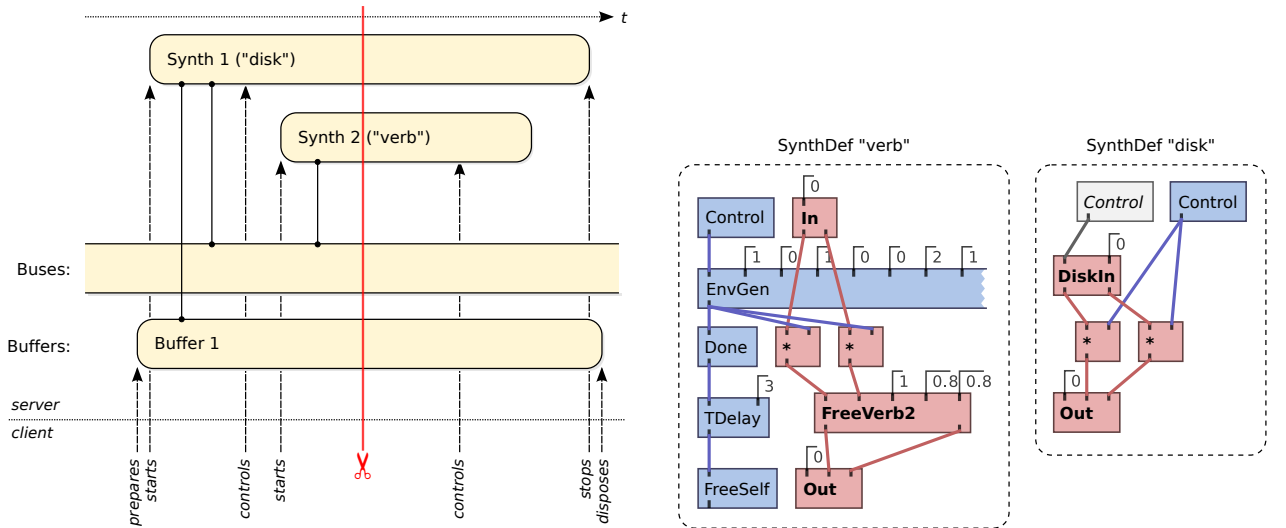 t
Synth 1 ("disk")
Synth 2 ("verb")
Buses:
Buffers:
Buffer 1
server
client
prepares
starts
controls
starts
controls
stops
disposes
SynthDef "verb"
0
Control
In
1 0 1 0 0 2 1
EnvGen
Done
*
*
3
1 0.8 0.8
TDelay
FreeVerb2
0
FreeSelf
Out
SynthDef "disk"
Control
Control
0
DiskIn
*
*
0
Out